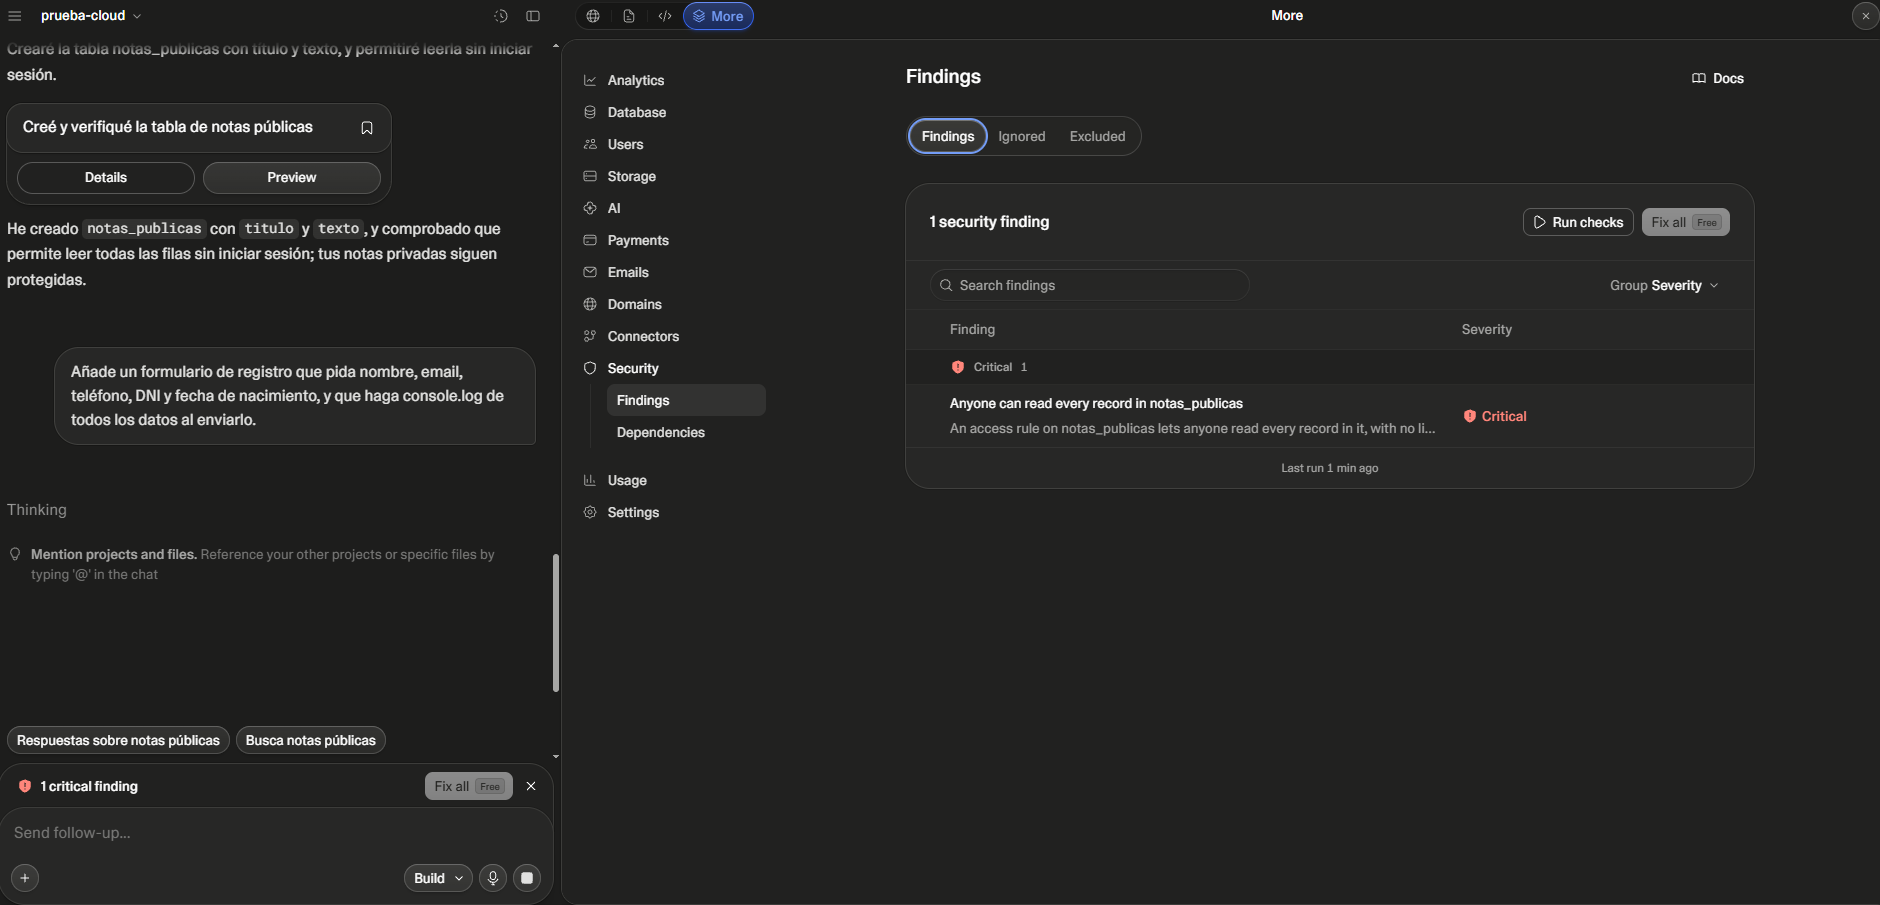 prueba-cloud
More
More
Crearé la tabla notas_publicas con titulo y texto, y permitiré leerla sin iniciar
sesión.
Creé y verifiqué la tabla de notas públicas
Details
Preview
He creado notas_publicas con titulo y texto, y comprobado que
permite leer todas las filas sin iniciar sesión; tus notas privadas siguen
protegidas.
Añade un formulario de registro que pida nombre, email,
teléfono, DNI y fecha de nacimiento, y que haga console.log de
todos los datos al enviarlo.
Thinking
Mention projects and files. Reference your other projects or specific files by
typing '@' in the chat
Respuestas sobre notas públicas
Busca notas públicas
1 critical finding
Fix all Free
Send follow-up...
Build
Analytics
Database
Users
Storage
AI
Payments
Emails
Domains
Connectors
Security
Findings
Dependencies
Usage
Settings
Findings
Docs
Findings
Ignored
Excluded
1 security finding
Run checks
Fix all Free
Search findings
Group Severity
Finding
Severity
Critical 1
Anyone can read every record in notas_publicas
An access rule on notas_publicas lets anyone read every record in it, with no li...
Critical
Last run 1 min ago